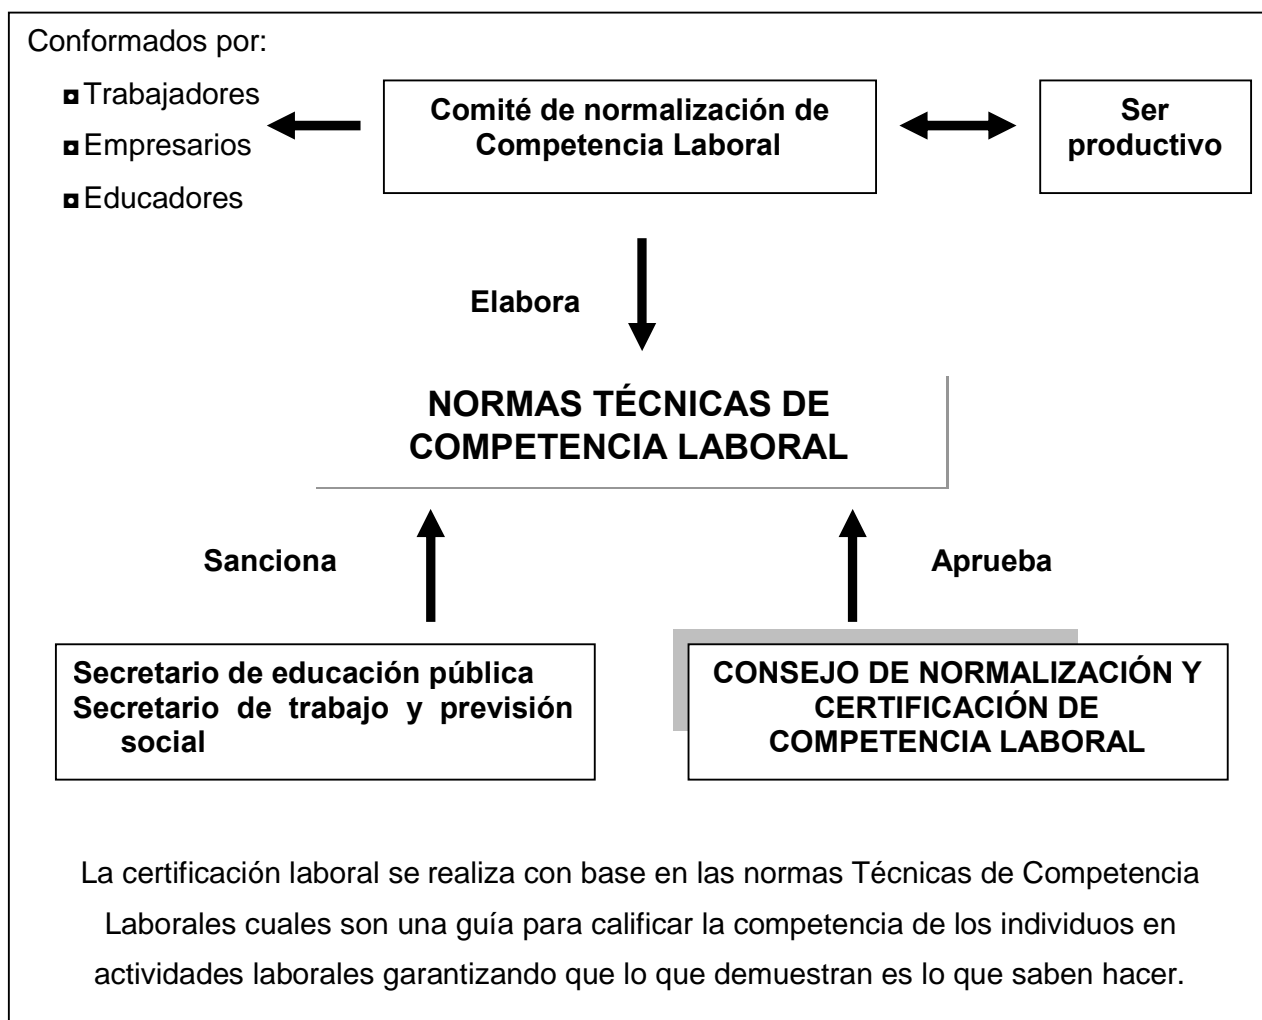 Conformados por:
◘ Trabajadores
◘ Empresarios
◘ Educadores
Comité de normalización de
Competencia Laboral
Ser
productivo
Elabora
NORMAS TÉCNICAS DE
COMPETENCIA LABORAL
Sanciona
Aprueba
Secretario de educación pública
Secretario de trabajo y previsión
social
CONSEJO DE NORMALIZACIÓN Y
CERTIFICACIÓN DE
COMPETENCIA LABORAL
La certificación laboral se realiza con base en las normas Técnicas de Competencia
Laborales cuales son una guía para calificar la competencia de los individuos en
actividades laborales garantizando que lo que demuestran es lo que saben hacer.